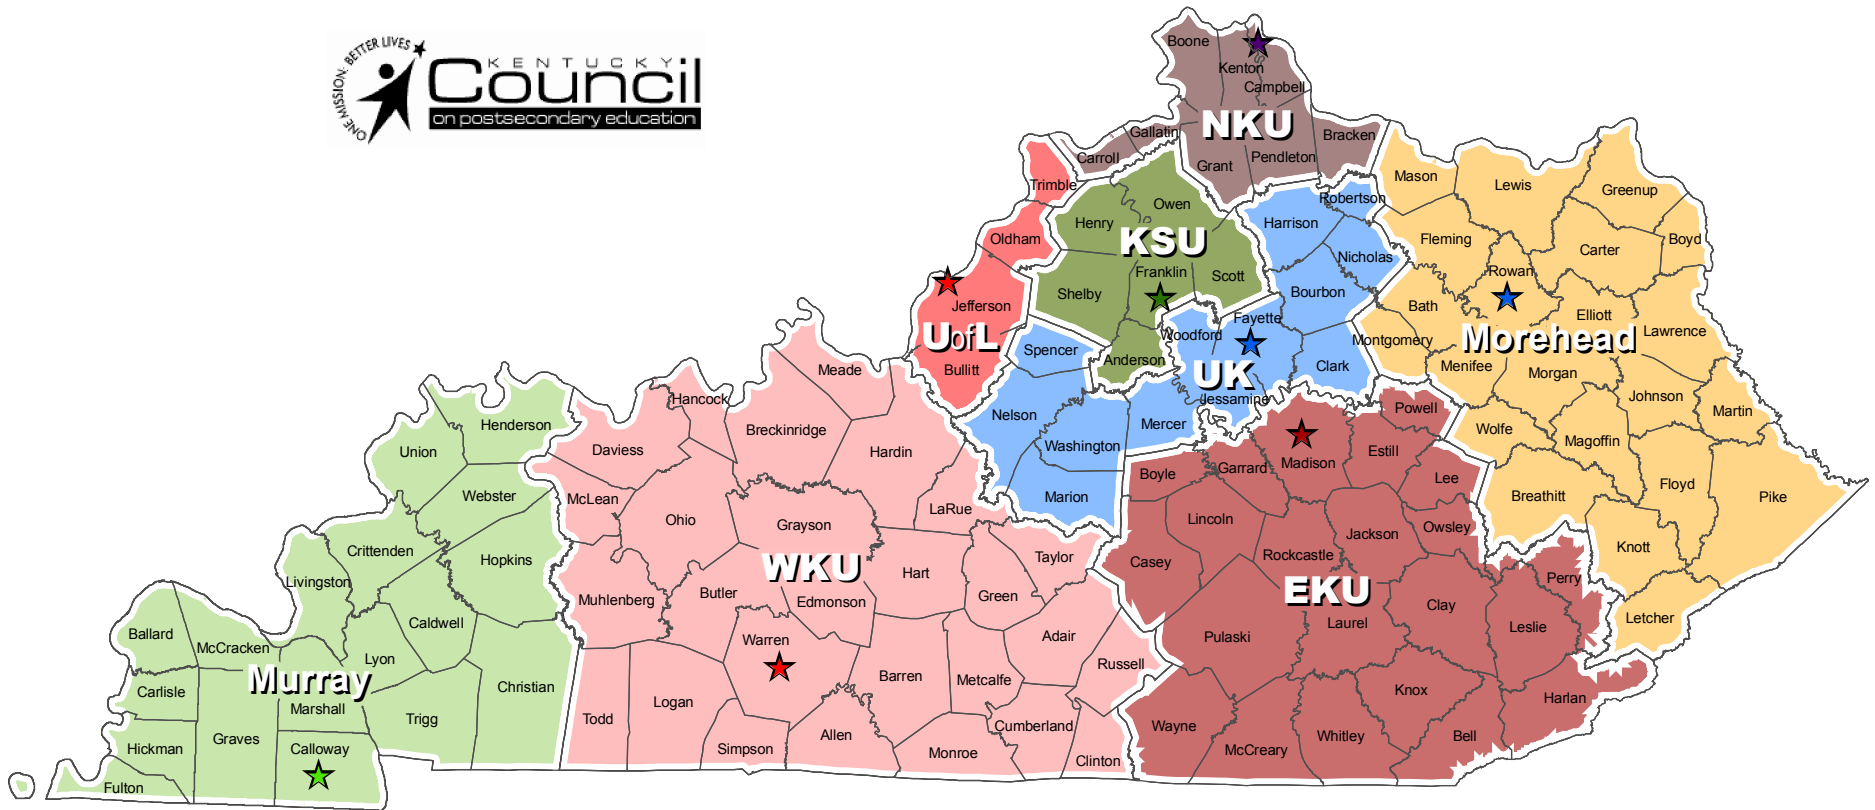 ONE MISSION: BETTER LIVES
KENTUCKY
Council
on postsecondary education
Boone
Kenton
Campbell
NKU
Gallatin
Bracken
Carroll
Grant
Pendleton
Trimble
Oldham
Jefferson
UofL
Bullitt
Owen
Henry
KSU
Franklin
Scott
Shelby
Anderson
Robertson
Harrison
Nicholas
Bourbon
Fayette
Woodford
Spencer
UK
Clark
Jessamine
Nelson
Mercer
Washington
Marion
Mason
Lewis
Greenup
Fleming
Carter
Boyd
Rowan
Bath
Elliott
Lawrence
Montgomery
Morehead
Menifee
Morgan
Johnson
Martin
Wolfe
Magoffin
Floyd
Breathitt
Pike
Knott
Letcher
Powell
Madison
Estill
Garrard
Boyle
Lee
Lincoln
Owsley
Jackson
Rockcastle
Casey
Perry
EKU
Clay
Laurel
Leslie
Pulaski
Knox
Harlan
Wayne
Whitley
Bell
McCreary
Meade
Hancock
Breckinridge
Daviess
Hardin
McLean
LaRue
Ohio
Grayson
Taylor
WKU
Hart
Butler
Green
Muhlenberg
Edmonson
Warren
Adair
Russell
Barren
Metcalfe
Logan
Todd
Cumberland
Allen
Simpson
Monroe
Clinton
Henderson
Union
Webster
Crittenden
Hopkins
Livingston
Caldwell
Ballard
McCracken
Lyon
Murray
Christian
Carlisle
Marshall
Trigg
Graves
Hickman
Calloway
Fulton